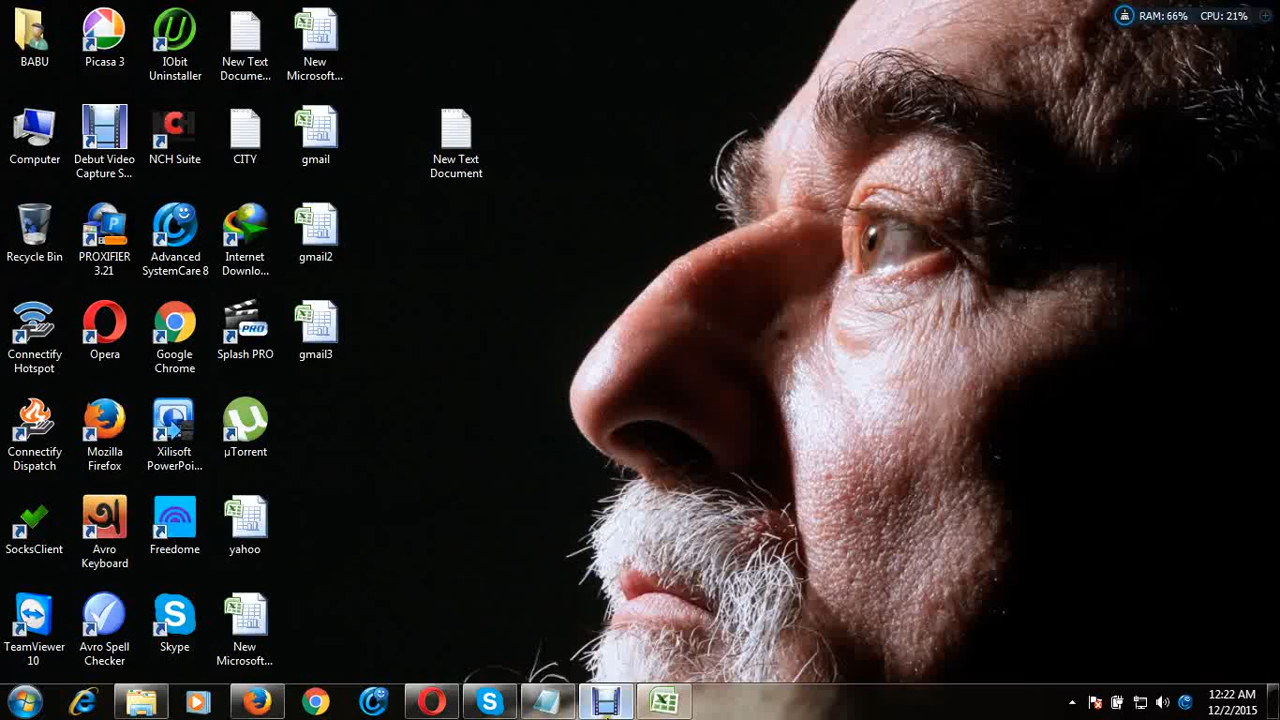 RAM: 66%
CPU: 21%
BABU
Picasa 3
IObit
Uninstaller
New Text
Docume...
New
Microsoft...
Computer
Debut Video
Capture S...
NCH Suite
CITY
gmail
New Text
Document
Recycle Bin
PROXIFIER
3.21
Advanced
SystemCare 8
Internet
Downlo...
gmail2
Connectify
Hotspot
Opera
Google
Chrome
PRO
Splash PRO
gmail3
Connectify
Dispatch
Mozilla
Firefox
Xilisoft
PowerPoi...
µTorrent
yahoo
SocksClient
Avro
Keyboard
Freedome
TeamViewer
10
Avro Spell
Checker
Skype
New
Microsoft...
12:22 AM
12/2/2015